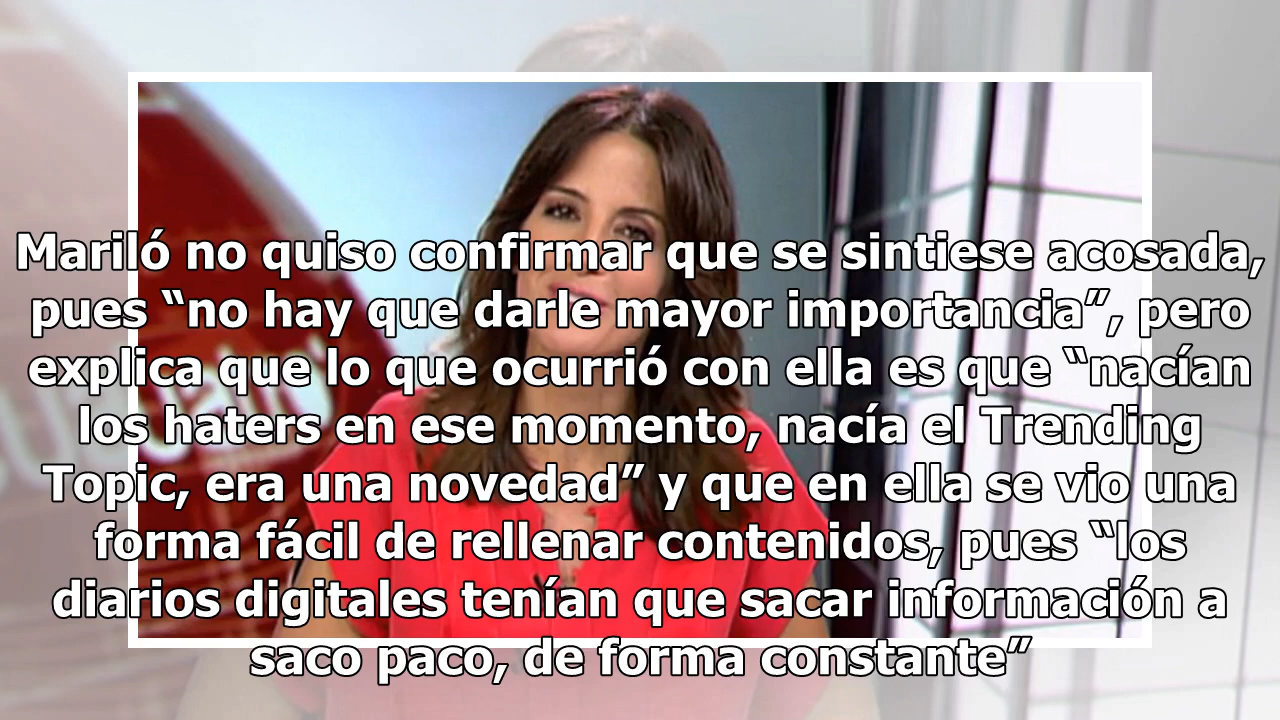 Mariló no quiso confirmar que se sintiese acosada,
pues “no hay que darle mayor importancia”, pero
explica que lo que ocurrió con ella es que “nacían
los haters en ese momento, nacía el Trending
Topic, era una novedad” y que en ella se vio una
forma fácil de rellenar contenidos, pues “los
diarios digitales tenían que sacar información a
saco paco, de forma constante”